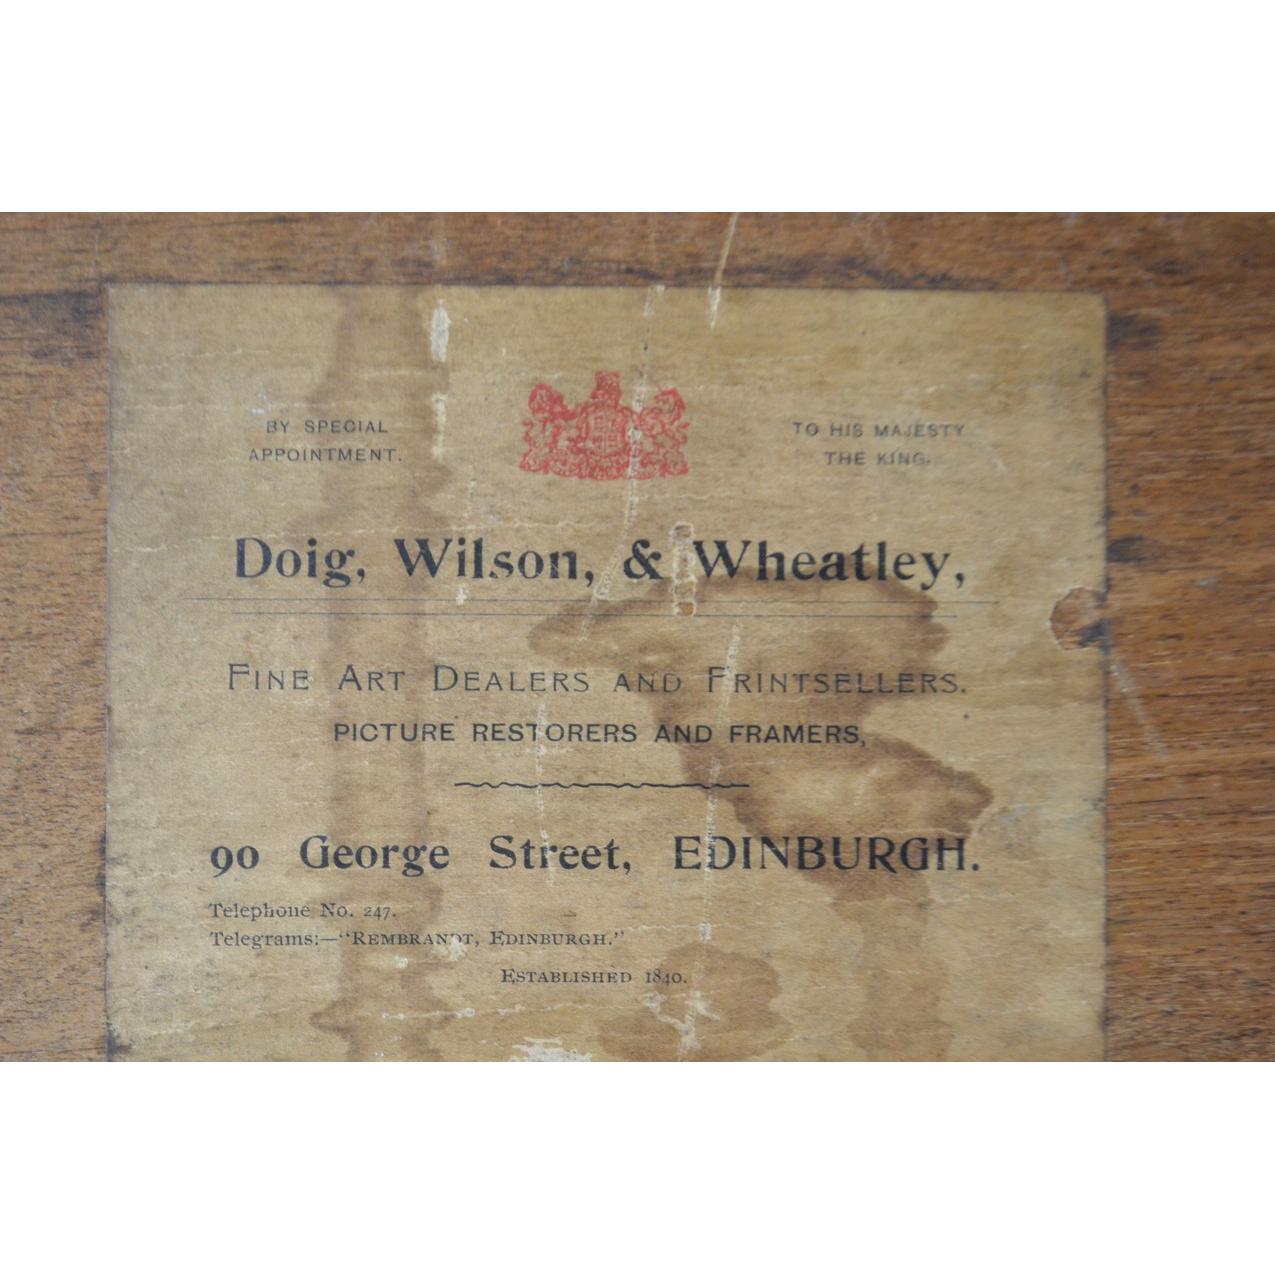 BY SPECIAL
APPOINTMENT.
TO HIS MAJESTY
THE KING.
Doig, Wilson, & Wheatley,
FINE ART DEALERS AND PRINTSELLERS.
PICTURE RESTORERS AND FRAMERS,
90 George Street, EDINBURGH.
Telephone No. 247.
Telegrams:—"REMBRANDT, EDINBURGH."
ESTABLISHED 1840.